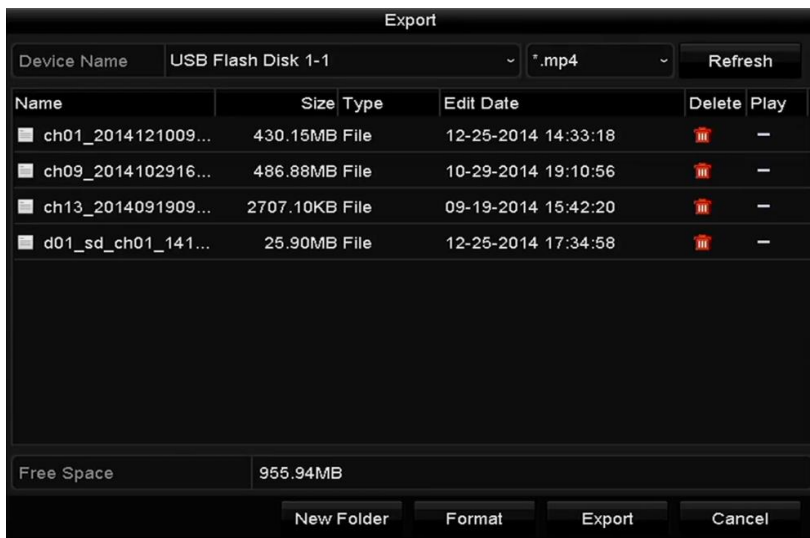 Export
Device Name USB Flash Disk 1-1 *.mp4 Refresh
Name Size Type Edit Date Delete Play
ch01_2014121009... 430.15MB File 12-25-2014 14:33:18
ch09_2014102916... 486.88MB File 10-29-2014 19:10:56
ch13_2014091909... 2707.10KB File 09-19-2014 15:42:20
d01_sd_ch01_141... 25.90MB File 12-25-2014 17:34:58
Free Space 955.94MB
New Folder Format Export Cancel